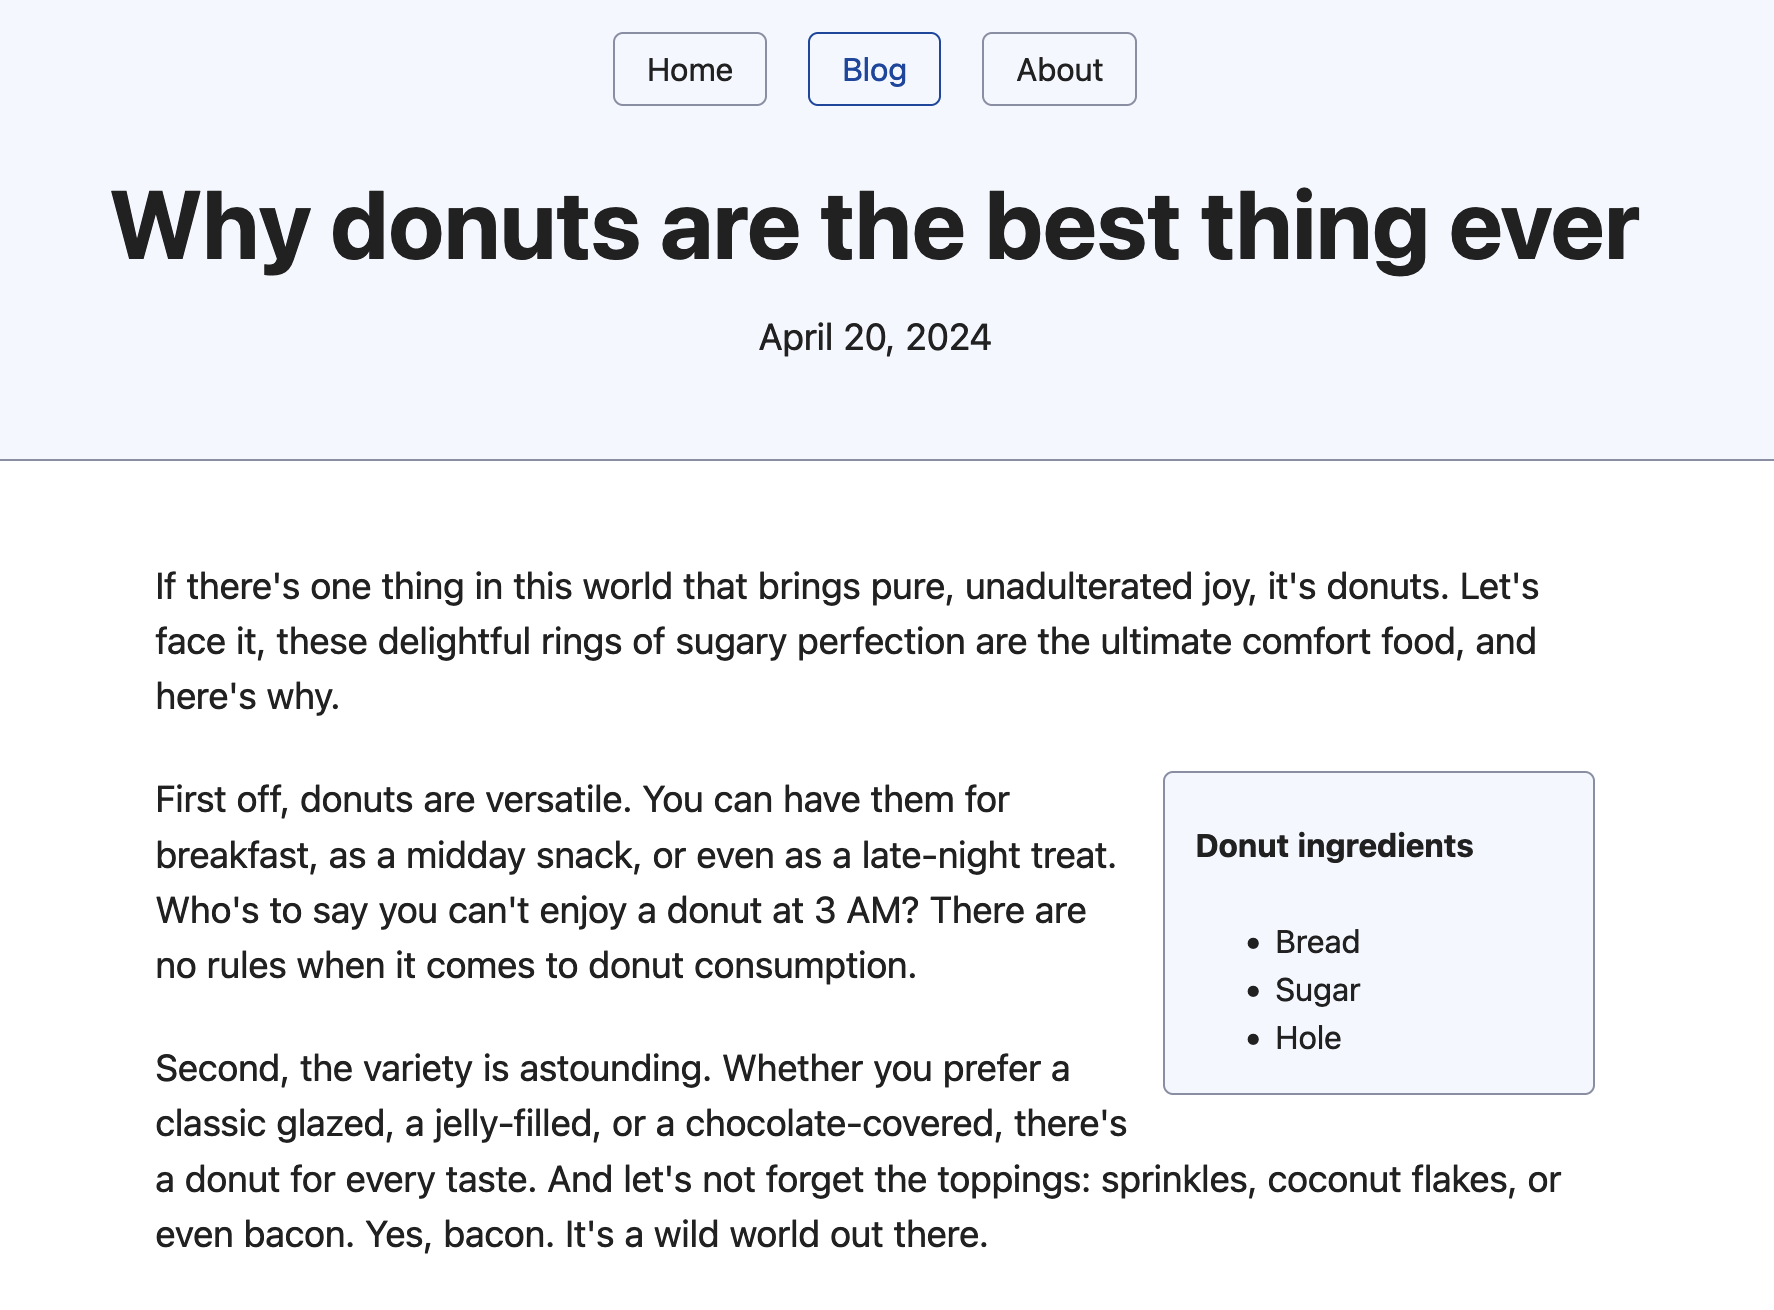 Home
Blog
About
Why donuts are the best thing ever
April 20, 2024
If there's one thing in this world that brings pure, unadulterated joy, it's donuts. Let's
face it, these delightful rings of sugary perfection are the ultimate comfort food, and
here's why.
First off, donuts are versatile. You can have them for
breakfast, as a midday snack, or even as a late-night treat.
Who's to say you can't enjoy a donut at 3 AM? There are
no rules when it comes to donut consumption.
Donut ingredients
• Bread
• Sugar
• Hole
Second, the variety is astounding. Whether you prefer a
classic glazed, a jelly-filled, or a chocolate-covered, there's
a donut for every taste. And let's not forget the toppings: sprinkles, coconut flakes, or
even bacon. Yes, bacon. It's a wild world out there.